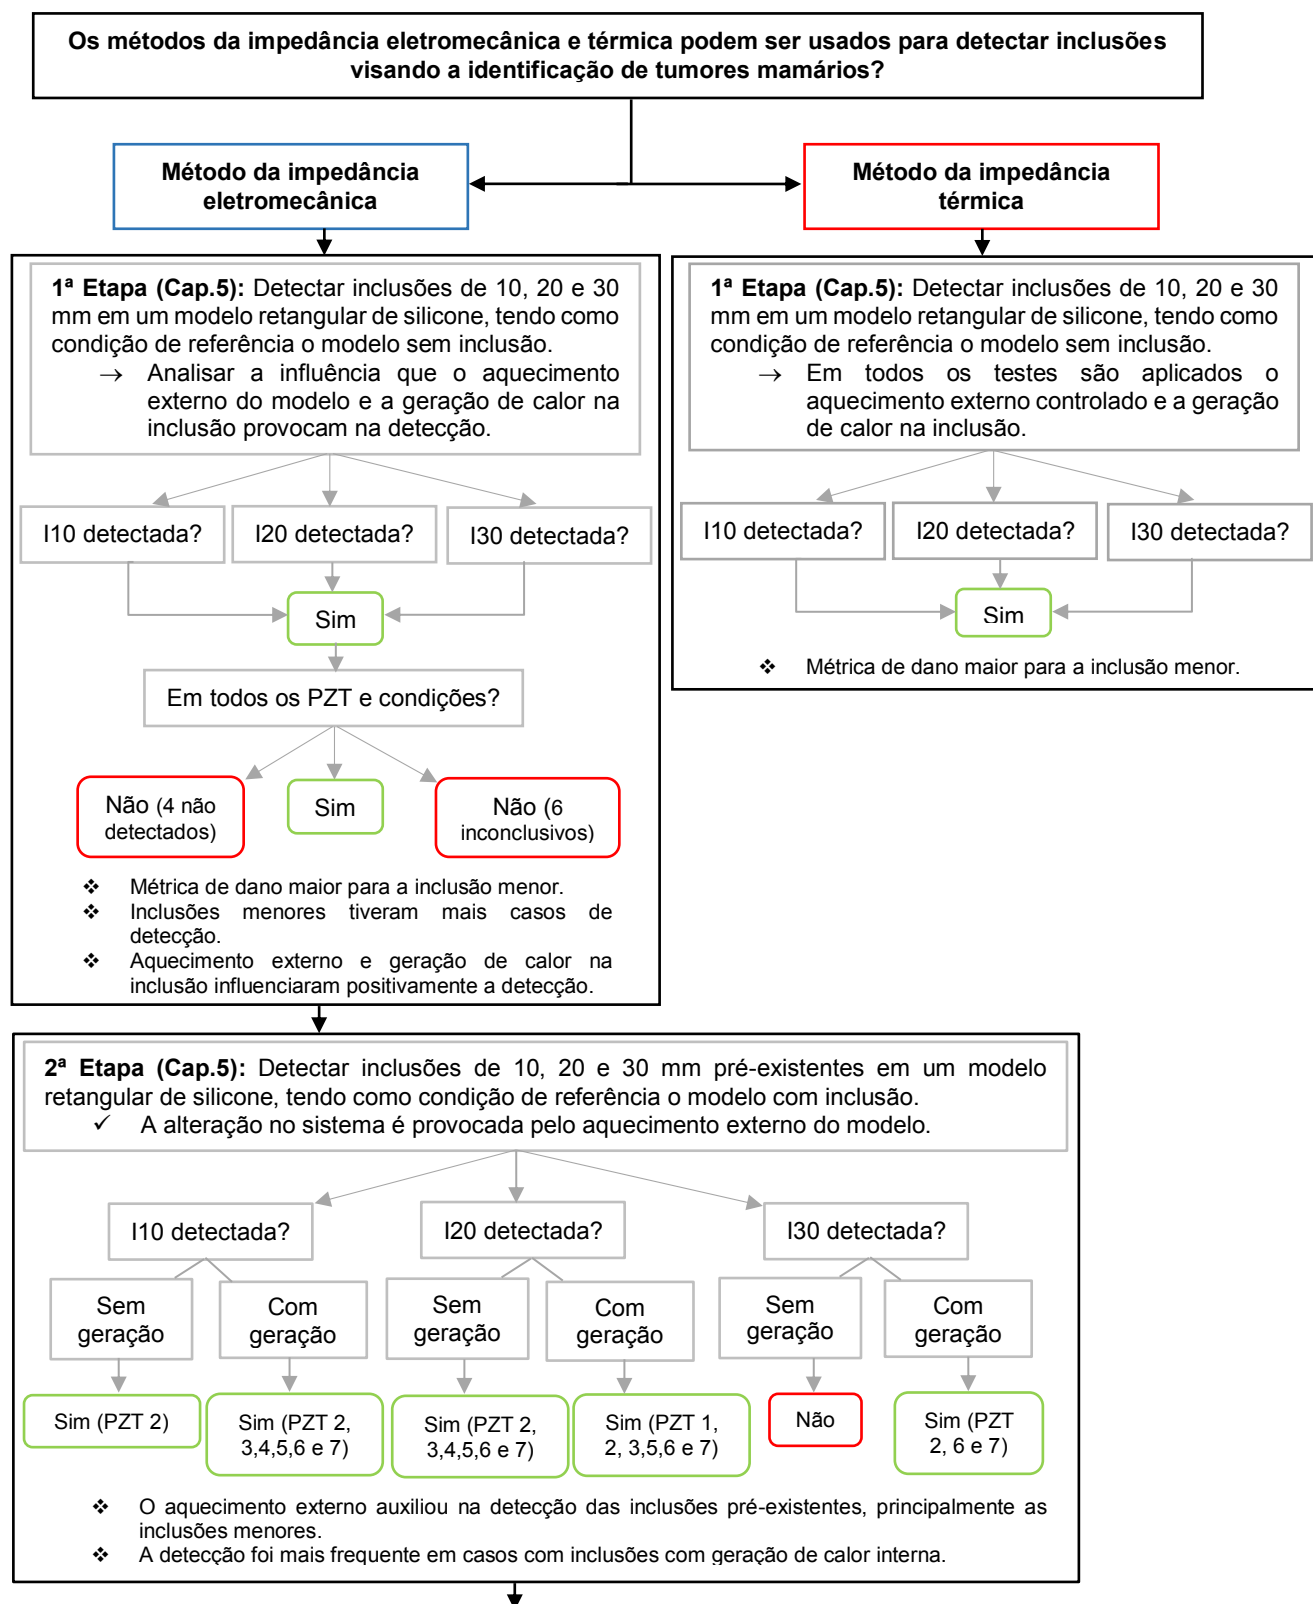 Os métodos da impedância eletromecânica e térmica podem ser usados para detectar inclusões
visando a identificação de tumores mamários?
Método da impedância
eletromecânica
Método da impedância
térmica
1ª Etapa (Cap.5): Detectar inclusões de 10, 20 e 30
mm em um modelo retangular de silicone, tendo como
condição de referência o modelo sem inclusão.
→ Analisar a influência que o aquecimento
externo do modelo e a geração de calor na
inclusão provocam na detecção.
I10 detectada?
I20 detectada?
I30 detectada?
Sim
Em todos os PZT e condições?
Não (4 não
detectados)
Sim
Não (6
inconclusivos)
❖ Métrica de dano maior para a inclusão menor.
❖ Inclusões menores tiveram mais casos de
detecção.
❖ Aquecimento externo e geração de calor na
inclusão influenciaram positivamente a detecção.
1ª Etapa (Cap.5): Detectar inclusões de 10, 20 e 30
mm em um modelo retangular de silicone, tendo como
condição de referência o modelo sem inclusão.
→ Em todos os testes são aplicados o
aquecimento externo controlado e a geração
de calor na inclusão.
I10 detectada?
I20 detectada?
I30 detectada?
Sim
❖ Métrica de dano maior para a inclusão menor.
2ª Etapa (Cap.5): Detectar inclusões de 10, 20 e 30 mm pré-existentes em um modelo
retangular de silicone, tendo como condição de referência o modelo com inclusão.
✓ A alteração no sistema é provocada pelo aquecimento externo do modelo.
I10 detectada?
I20 detectada?
I30 detectada?
Sem
geração
Com
geração
Sem
geração
Com
geração
Sem
geração
Com
geração
Sim (PZT 2)
Sim (PZT 2,
3,4,5,6 e 7)
Sim (PZT 2,
3,4,5,6 e 7)
Sim (PZT 1,
2, 3,5,6 e 7)
Não
Sim (PZT
2, 6 e 7)
❖ O aquecimento externo auxiliou na detecção das inclusões pré-existentes, principalmente as
inclusões menores.
❖ A detecção foi mais frequente em casos com inclusões com geração de calor interna.